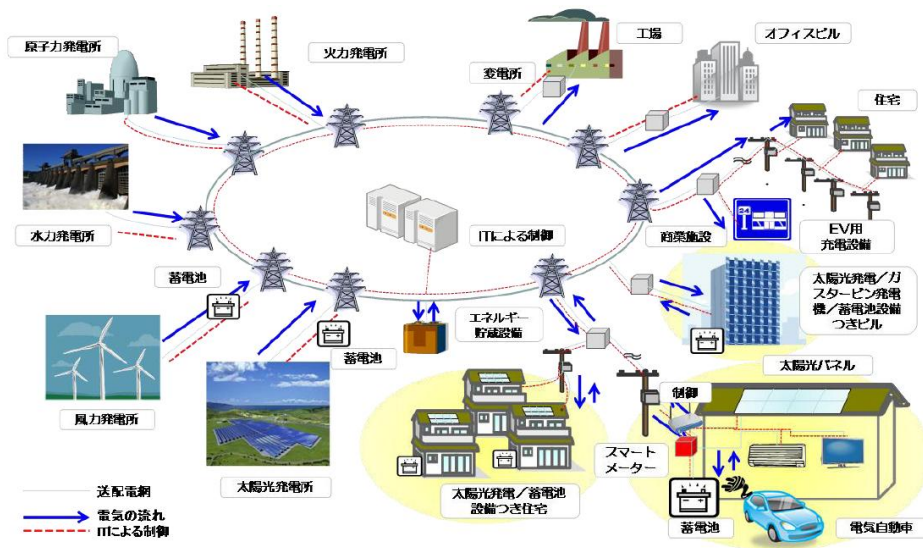 原子力発電所
火力発電所
変電所
工場
オフィスビル
住宅
水力発電所
ITによる制御
商業施設
24
EV用
充電設備
蓄電池
蓄電池
エネルギー
貯蔵設備
太陽光発電/ガ
スタービン発電
機/蓄電池設備
つきビル
太陽光パネル
制御
風力発電所
太陽光発電所
太陽光発電/蓄電池
設備つき住宅
スマート
メーター
蓄電池
電気自動車
送配電網
電気の流れ
ITによる制御